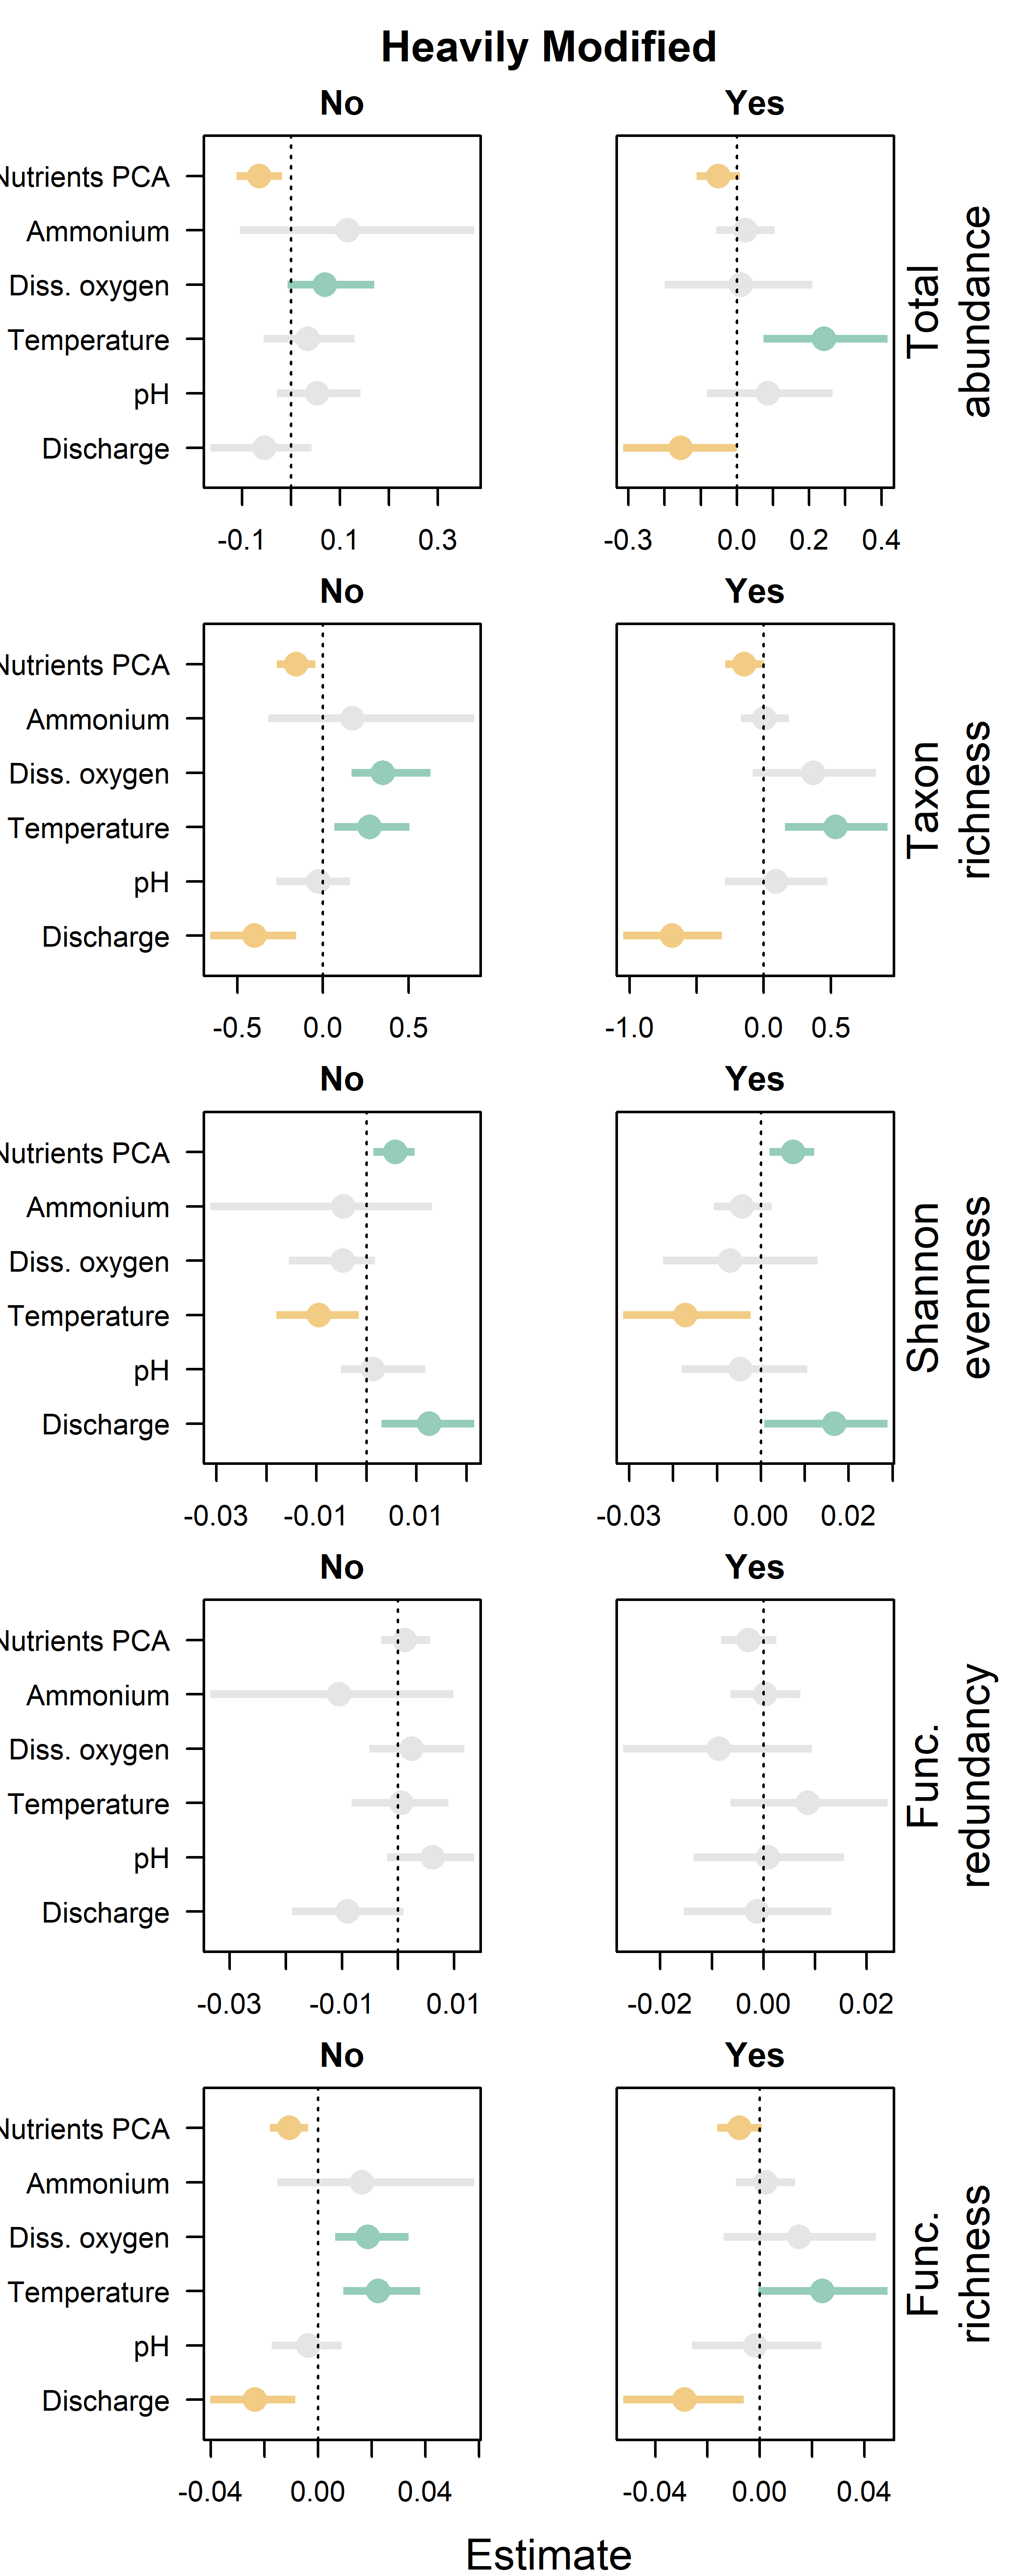 Heavily Modified
No
Yes
Nutrients PCA
Ammonium
Diss. oxygen
Temperature
pH
Discharge
-0.1 0.1 0.3
-0.3 0.0 0.2 0.4
Total
abundance
No
Yes
Nutrients PCA
Ammonium
Diss. oxygen
Temperature
pH
Discharge
-0.5 0.0 0.5
-1.0 0.0 0.5
Taxon
richness
No
Yes
Nutrients PCA
Ammonium
Diss. oxygen
Temperature
pH
Discharge
-0.03 -0.01 0.01
-0.03 0.00 0.02
Shannon
evenness
No
Yes
Nutrients PCA
Ammonium
Diss. oxygen
Temperature
pH
Discharge
-0.03 -0.01 0.01
-0.02 0.00 0.02
Func.
redundancy
No
Yes
Nutrients PCA
Ammonium
Diss. oxygen
Temperature
pH
Discharge
-0.04 0.00 0.04
-0.04 0.00 0.04
Func.
richness
Estimate